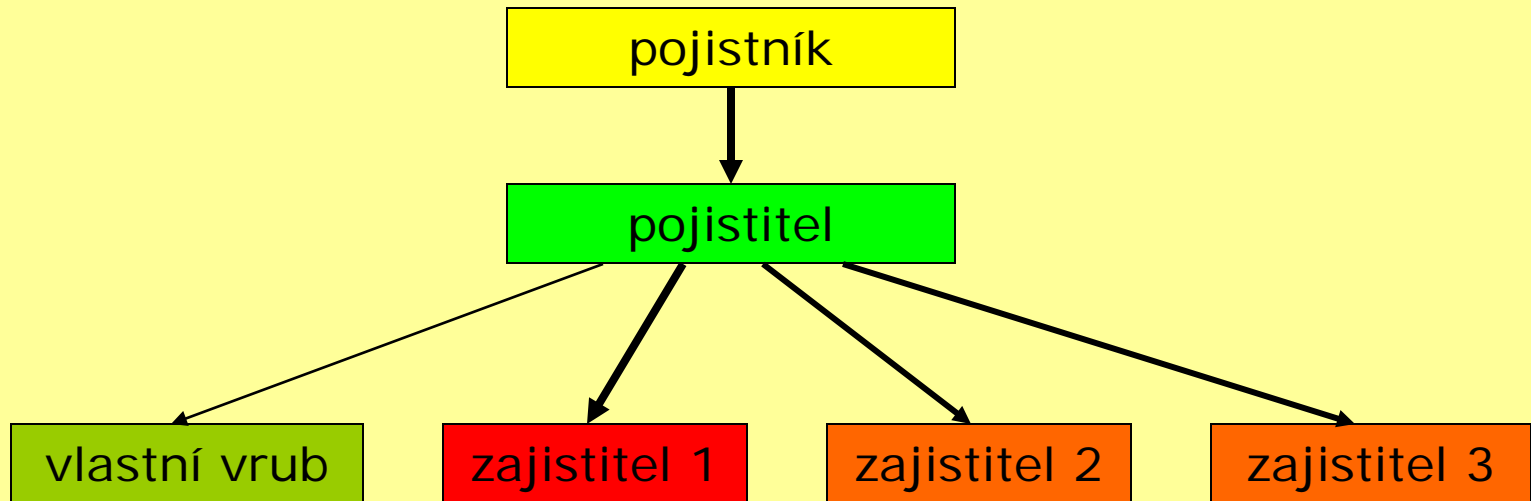 pojistník
pojistitel
vlastní vrub
zajistitel 1
zajistitel 2
zajistitel 3